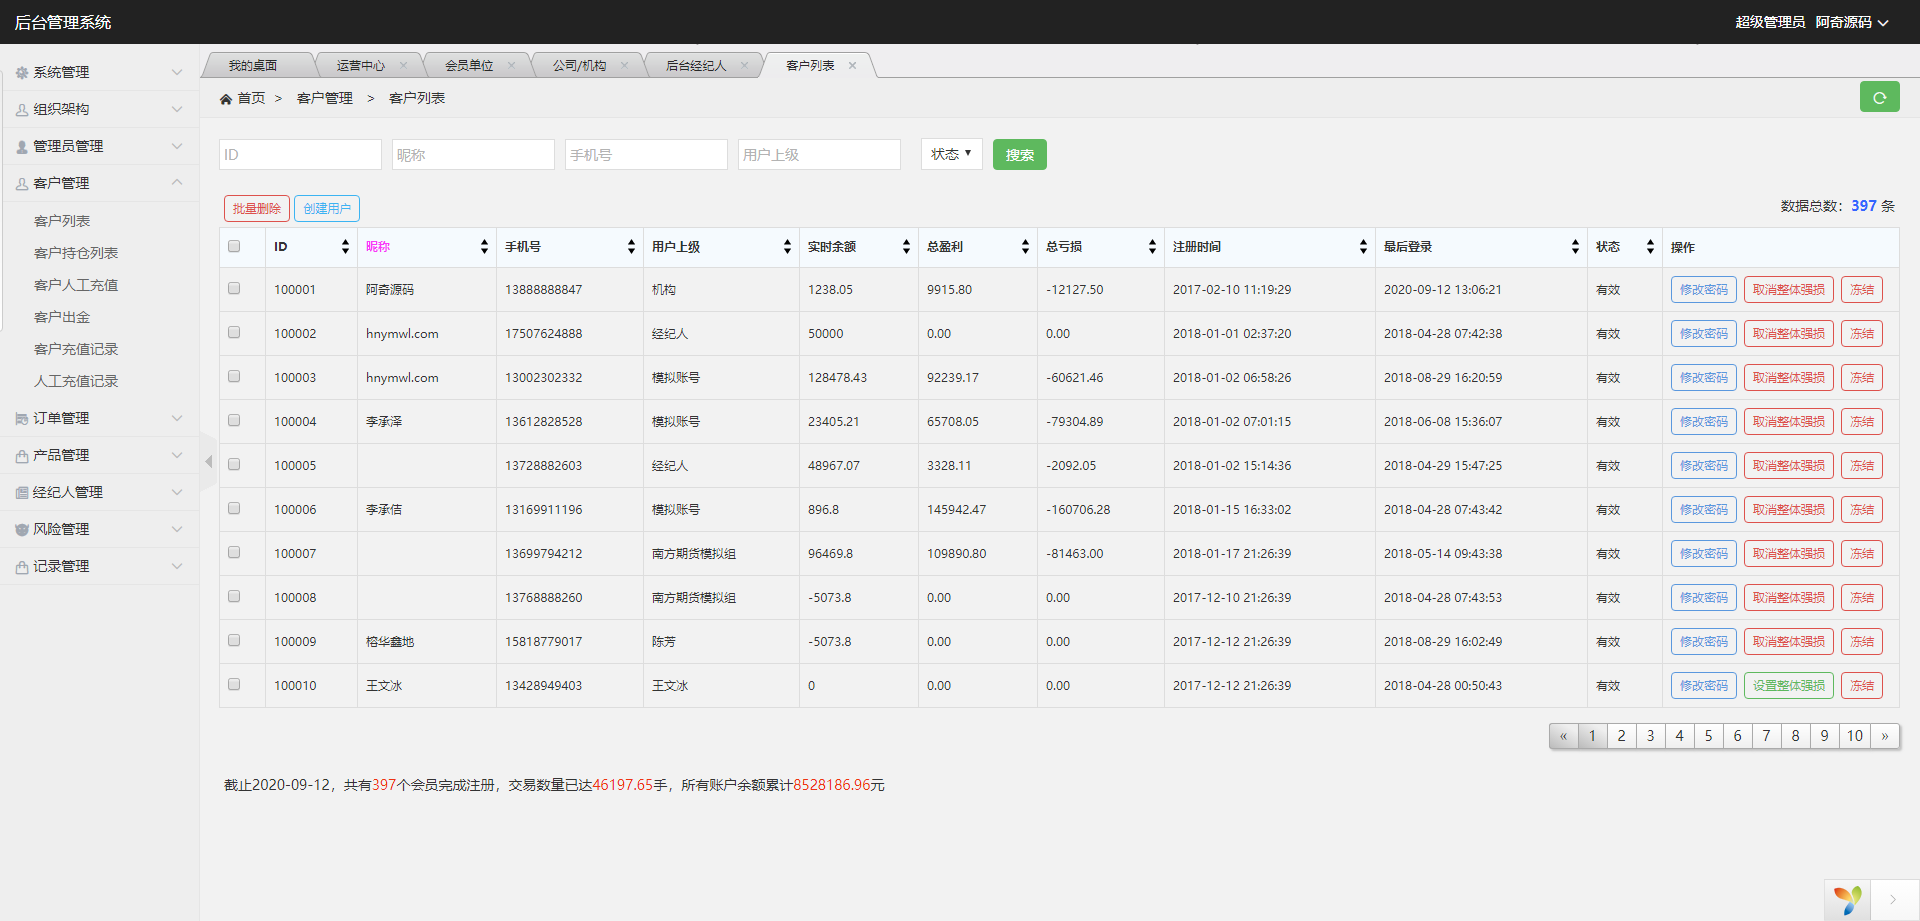 后台管理系统
超级管理员 阿奇源码
系统管理
组织架构
管理员管理
客户管理
客户列表
客户持仓列表
客户人工充值
客户出金
客户充值记录
人工充值记录
订单管理
产品管理
经纪人管理
风险管理
记录管理
我的桌面 运营中心 会员单位 公司/机构 后台经纪人 客户列表
首页 > 客户管理 > 客户列表
ID 昵称 手机号 用户上级 状态 搜索
批量删除 创建用户
数据总数：397 条
ID 昵称 手机号 用户上级 实时余额 总盈利 总亏损 注册时间 最后登录 状态 操作
100001 阿奇源码 13888888847 机构 1238.05 9915.80 -12127.50 2017-02-10 11:19:29 2020-09-12 13:06:21 有效 修改密码 取消整体强损 冻结
100002 hnymwl.com 17507624888 经纪人 50000 0.00 0.00 2018-01-01 02:37:20 2018-04-28 07:42:38 有效 修改密码 取消整体强损 冻结
100003 hnymwl.com 13002302332 模拟账号 128478.43 92239.17 -60621.46 2018-01-02 06:58:26 2018-08-29 16:20:59 有效 修改密码 取消整体强损 冻结
100004 李承泽 13612828528 模拟账号 23405.21 65708.05 -79304.89 2018-01-02 07:01:15 2018-06-08 15:36:07 有效 修改密码 取消整体强损 冻结
100005 13728882603 经纪人 48967.07 3328.11 -2092.05 2018-01-02 15:14:36 2018-04-29 15:47:25 有效 修改密码 取消整体强损 冻结
100006 李承佶 13169911196 模拟账号 896.8 145942.47 -160706.28 2018-01-15 16:33:02 2018-04-28 07:43:42 有效 修改密码 取消整体强损 冻结
100007 13699794212 南方期货模拟组 96469.8 109890.80 -81463.00 2018-01-17 21:26:39 2018-05-14 09:43:38 有效 修改密码 取消整体强损 冻结
100008 13768888260 南方期货模拟组 -5073.8 0.00 0.00 2017-12-10 21:26:39 2018-04-28 07:43:53 有效 修改密码 取消整体强损 冻结
100009 榕华鑫地 15818779017 陈芳 -5073.8 0.00 0.00 2017-12-12 21:26:39 2018-08-29 16:02:49 有效 修改密码 取消整体强损 冻结
100010 王文冰 13428949403 王文冰 0 0.00 0.00 2017-12-12 21:26:39 2018-04-28 00:50:43 有效 修改密码 设置整体强损 冻结
« 1 2 3 4 5 6 7 8 9 10 »
截止2020-09-12，共有397个会员完成注册，交易数量已达46197.65手，所有账户余额累计8528186.96元